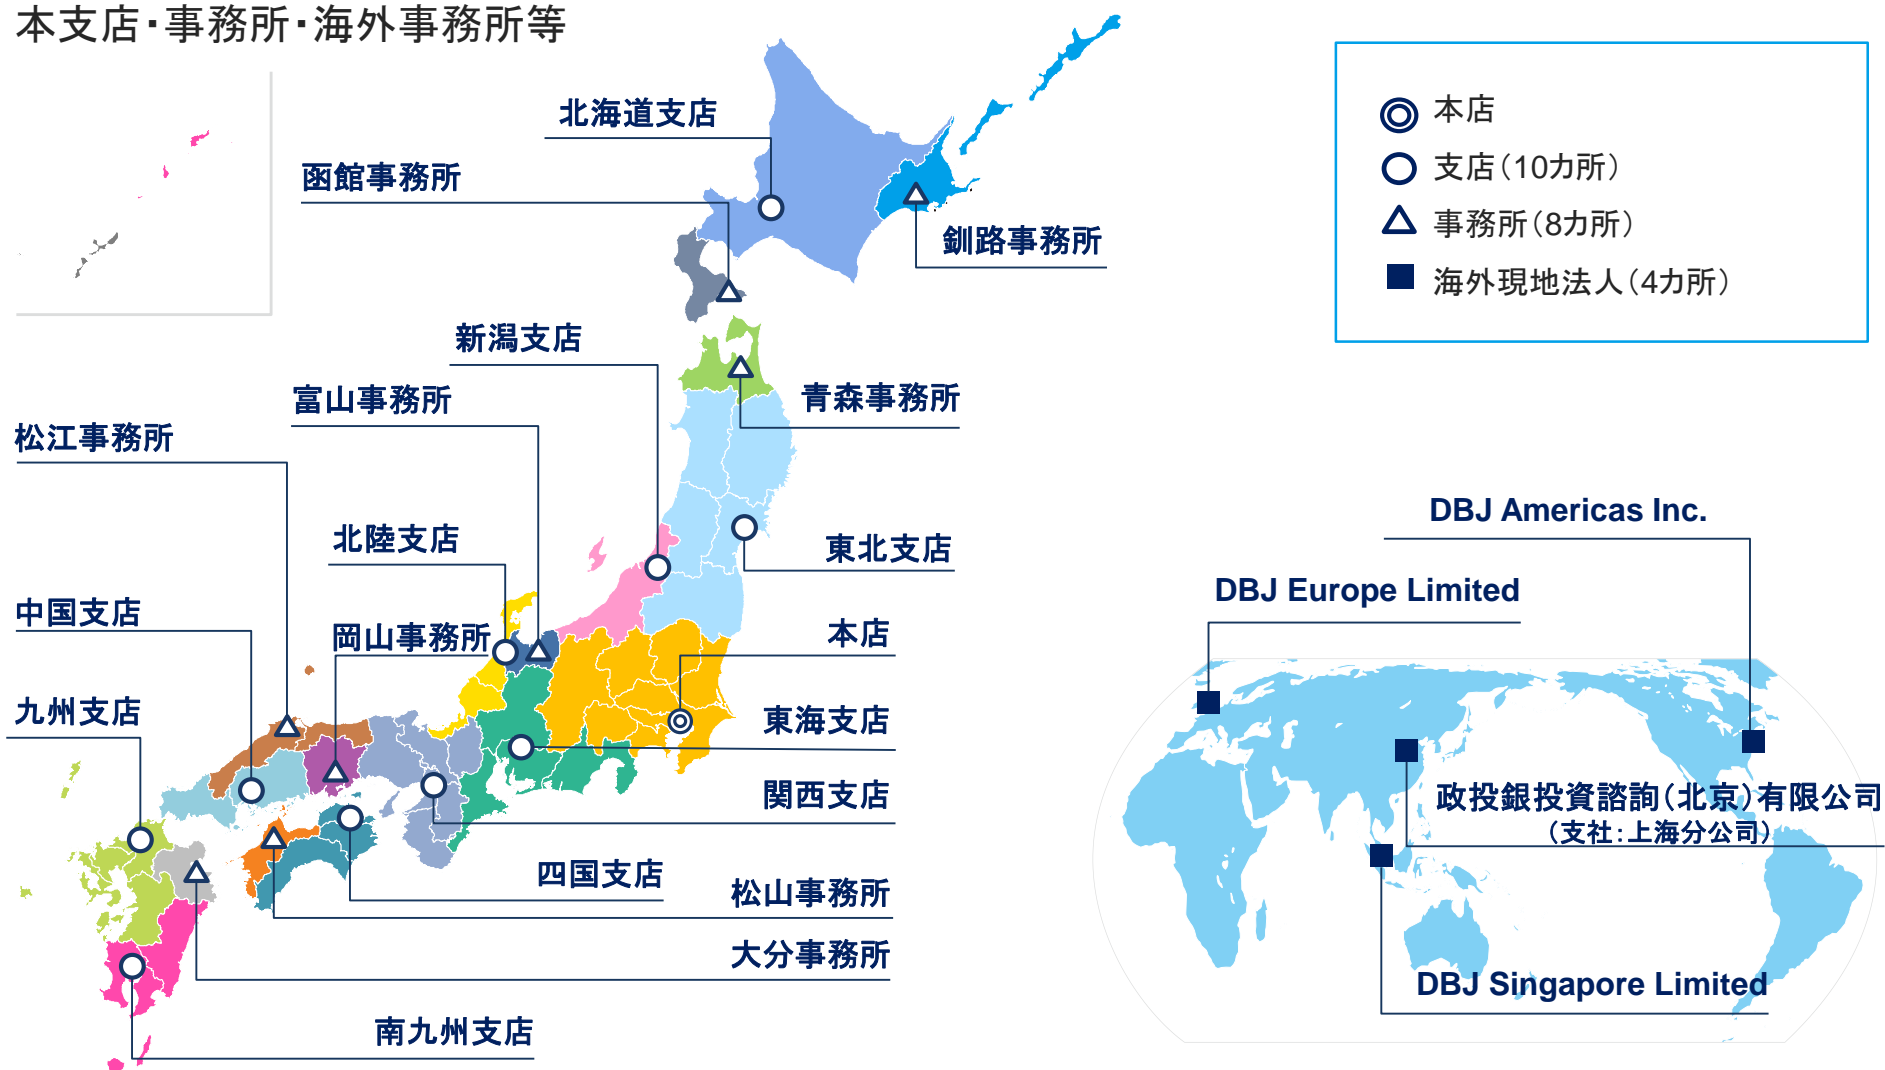 本支店・事務所・海外事務所等
本店
支店（10カ所）
事務所（8カ所）
海外現地法人（4カ所）
北海道支店
函館事務所
釧路事務所
新潟支店
富山事務所
青森事務所
松江事務所
北陸支店
東北支店
中国支店
岡山事務所
本店
九州支店
東海支店
関西支店
四国支店
松山事務所
大分事務所
南九州支店
DBJ Americas Inc.
DBJ Europe Limited
政投銀投資諮詢（北京）有限公司
（支社：上海分公司）
DBJ Singapore Limited